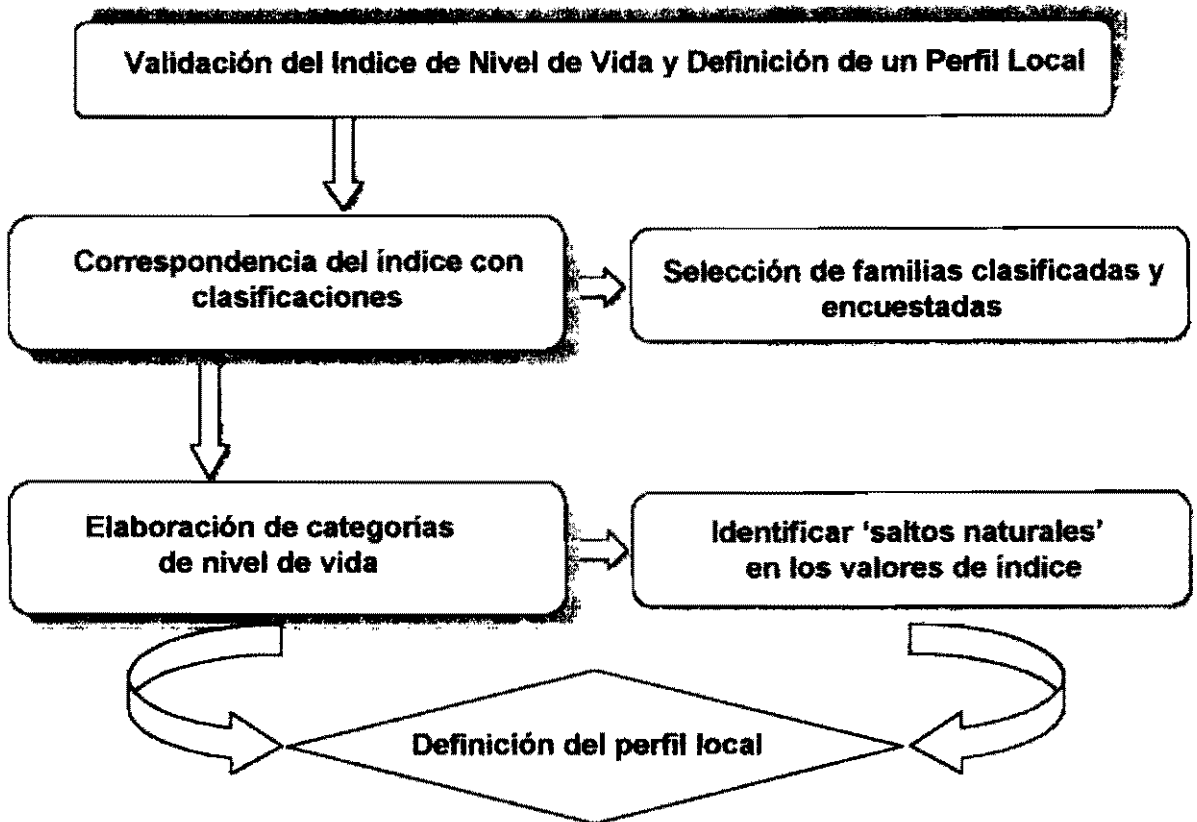 Validación del Indice de Nivel de Vida y Definición de un Perfil Local
Correspondencia del índice con
clasificaciones
Selección de familias clasificadas y
encuestadas
Elaboración de categorías
de nivel de vida
Identificar ‘saltos naturales’
en los valores de índice
Definición del perfil local